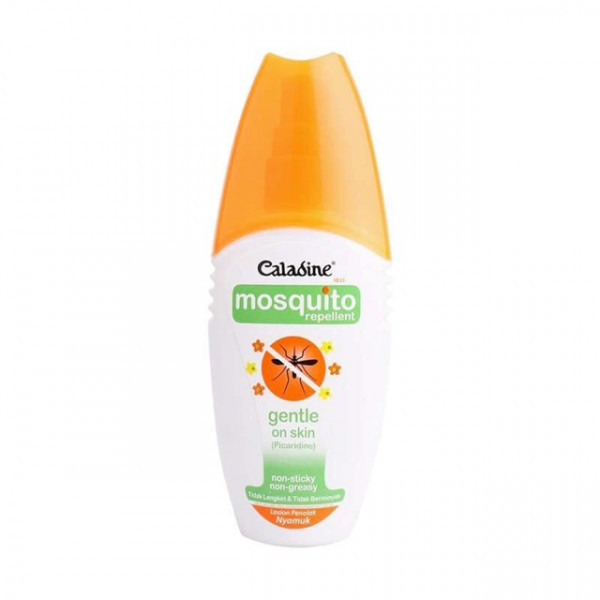 Caladine®
mosquito
repellent
gentle
on skin
(Picaridine)
non-sticky
non-greasy
Tidak Lengket & Tidak Berminyak
Lotion Penolak
Nyamuk